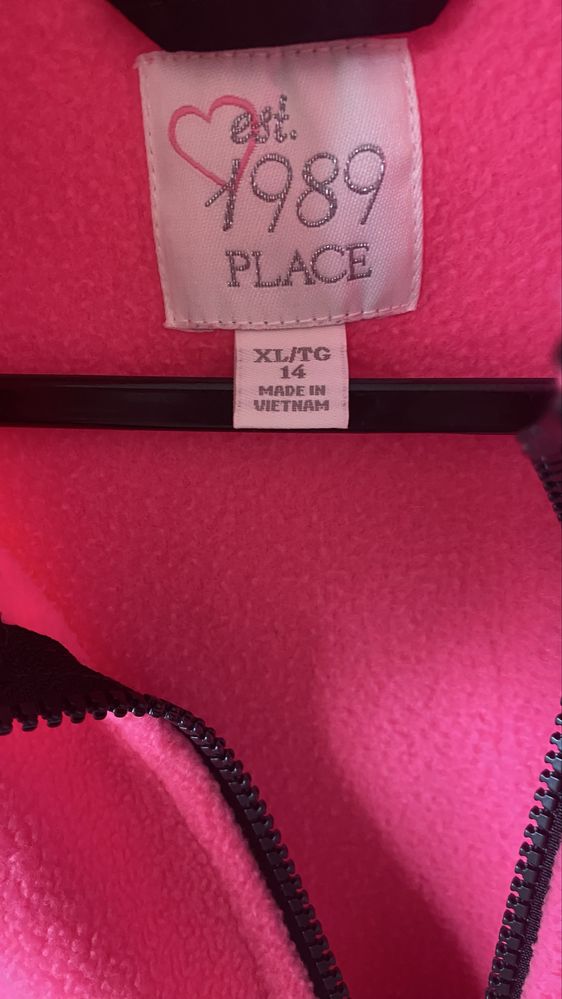 est.
1989
PLACE
XL/TG
14
MADE IN
VIETNAM